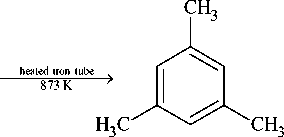 CH₃
heated iron tube
873 K
H₃C
CH₃